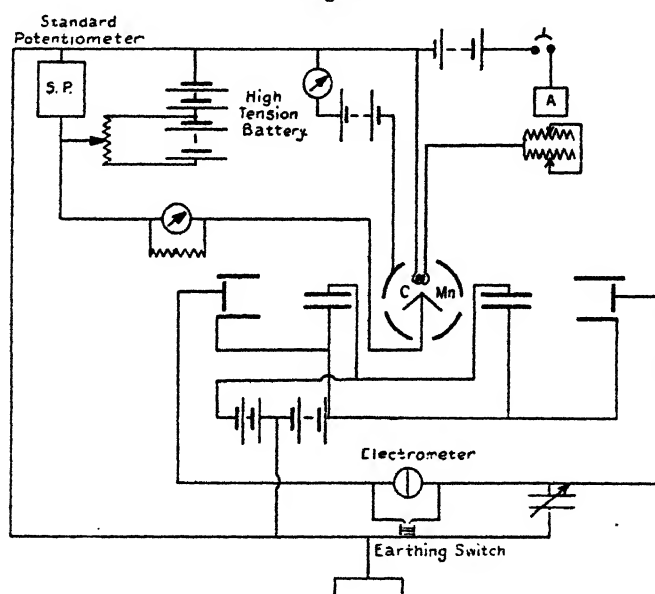 Standard
Potentiometer
S.P.
High
Tension
Battery
A
C Mn
Electrometer
Earthing Switch